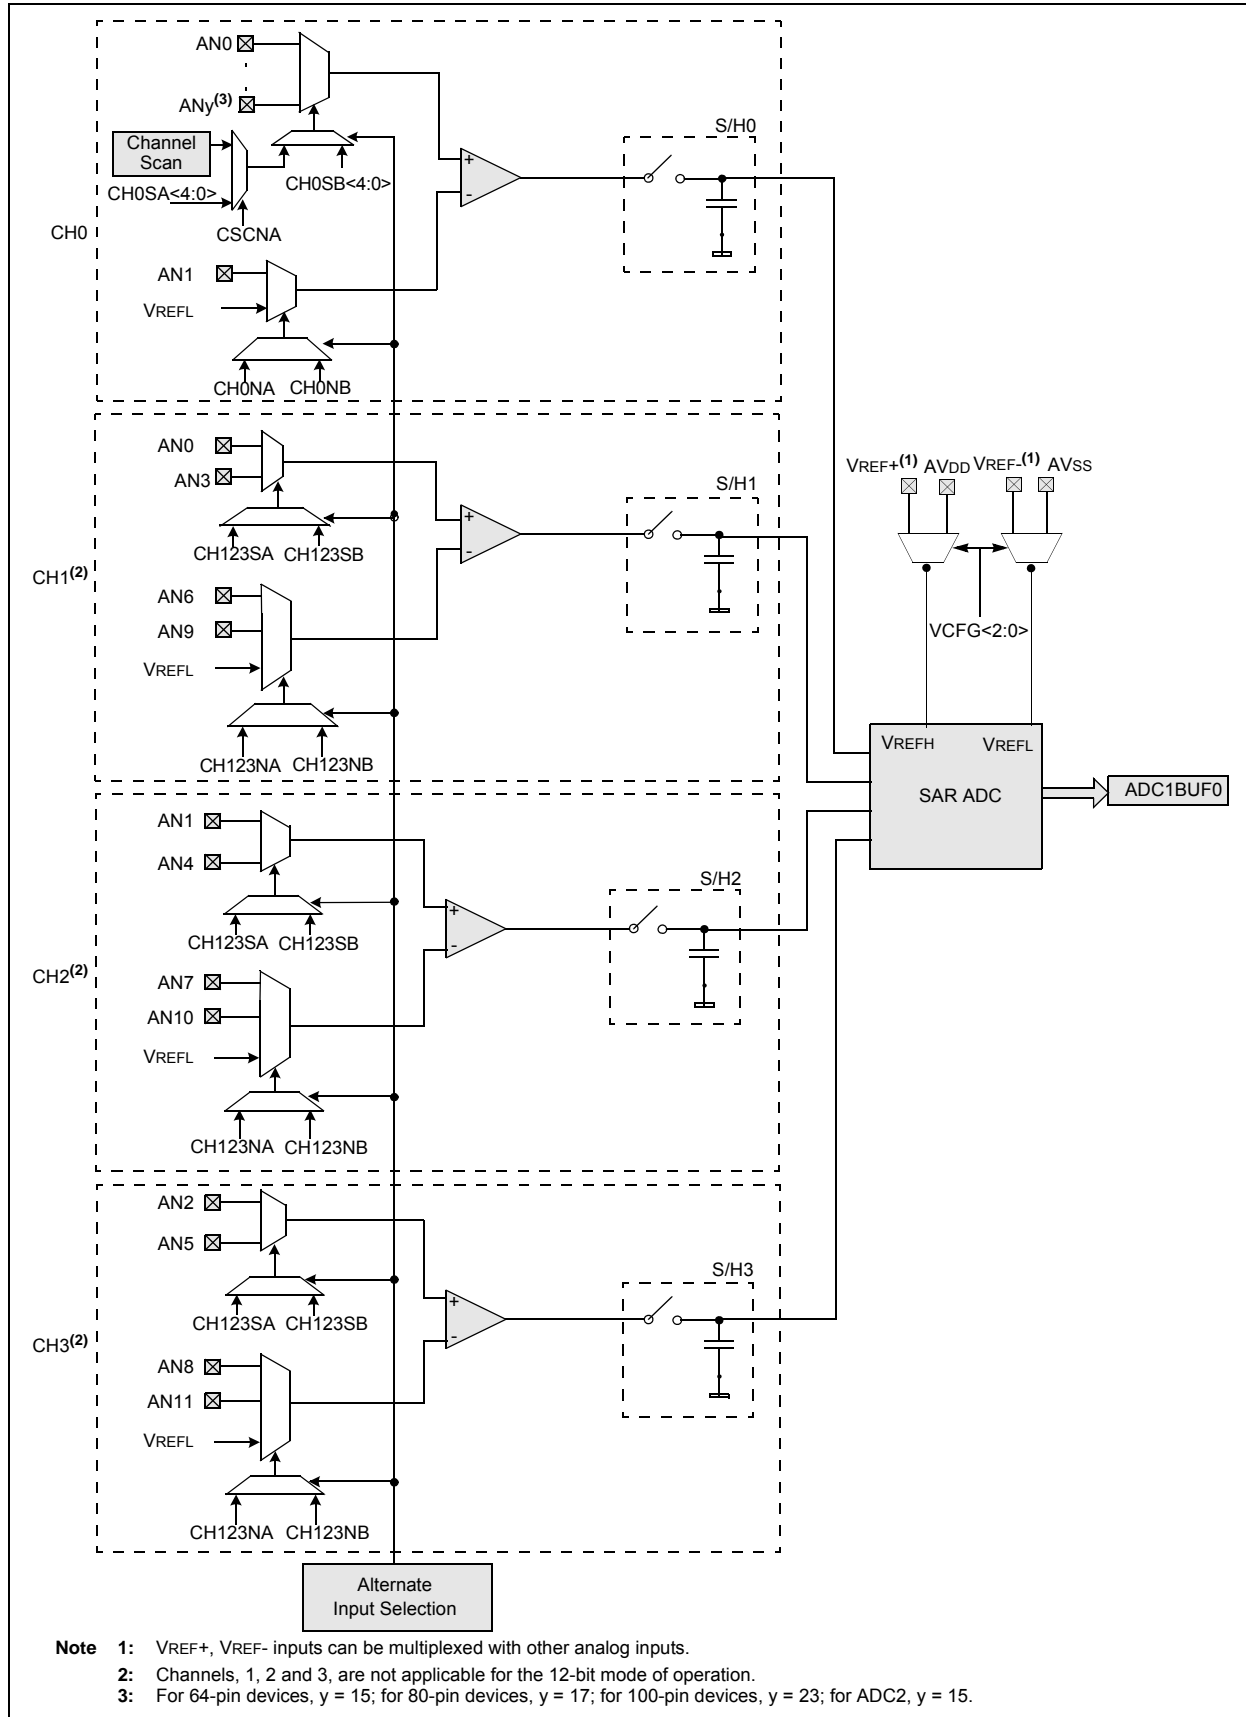 AN0
ANy(3)
S/H0
Channel
Scan
+
-
CH0SA<4:0>
CH0SB<4:0>
CSCNA
CH0
AN1
VREFL
CH0NA CH0NB
AN0
AN3
S/H1
+
-
CH123SA CH123SB
CH1(2)
AN6
AN9
VREFL
CH123NA CH123NB
VREF+(1) AVDD VREF-(1) AVSS
VCFG<2:0>
VREFH VREFL
SAR ADC
ADC1BUF0
AN1
AN4
S/H2
+
-
CH123SA CH123SB
CH2(2)
AN7
AN10
VREFL
CH123NA CH123NB
AN2
AN5
S/H3
+
-
CH123SA CH123SB
CH3(2)
AN8
AN11
VREFL
CH123NA CH123NB
Alternate
Input Selection
Note 1: VREF+, VREF- inputs can be multiplexed with other analog inputs.
2: Channels, 1, 2 and 3, are not applicable for the 12-bit mode of operation.
3: For 64-pin devices, y = 15; for 80-pin devices, y = 17; for 100-pin devices, y = 23; for ADC2, y = 15.